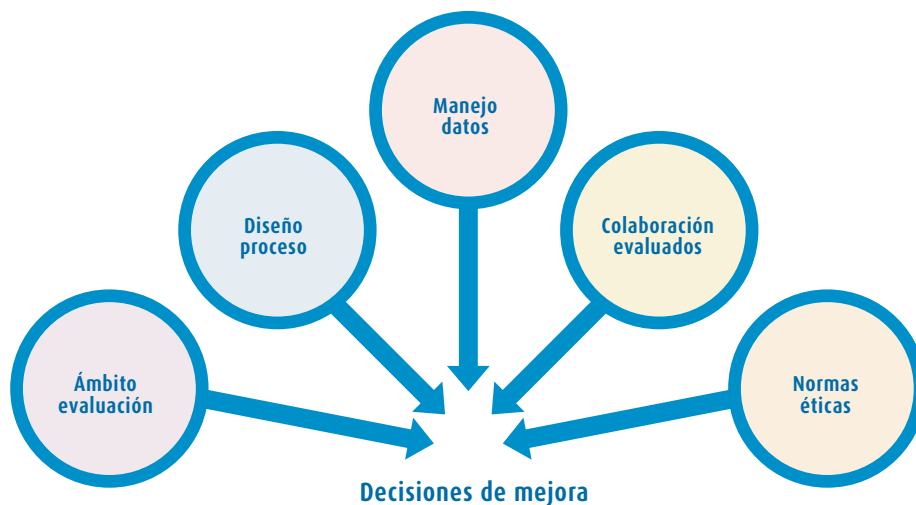 Manejo
datos
Diseño
proceso
Colaboración
evaluados
Ámbito
evaluación
Normas
éticas
Decisiones de mejora